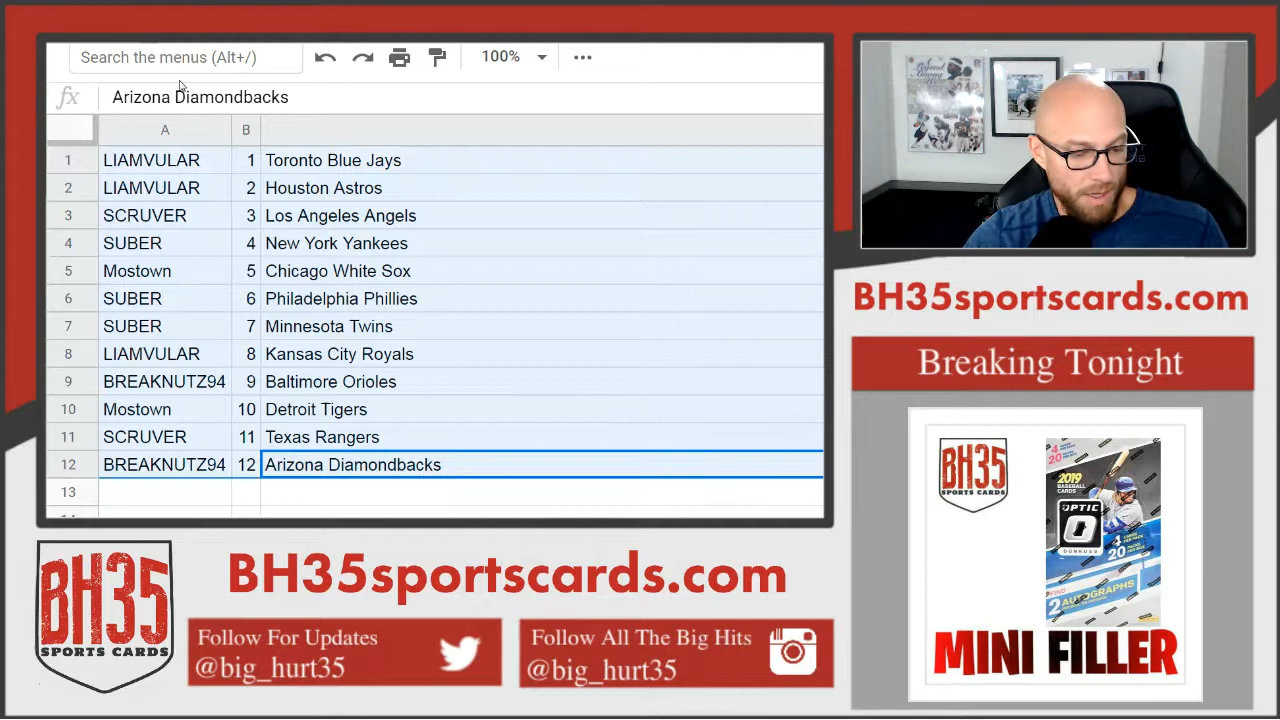 Search the menus (Alt+/)
100%
fx Arizona Diamondbacks
A B
1 LIAMVULAR 1 Toronto Blue Jays
2 LIAMVULAR 2 Houston Astros
3 SCRUVER 3 Los Angeles Angels
4 SUBER 4 New York Yankees
5 Mostown 5 Chicago White Sox
6 SUBER 6 Philadelphia Phillies
7 SUBER 7 Minnesota Twins
8 LIAMVULAR 8 Kansas City Royals
9 BREAKNUTZ94 9 Baltimore Orioles
10 Mostown 10 Detroit Tigers
11 SCRUVER 11 Texas Rangers
12 BREAKNUTZ94 12 Arizona Diamondbacks
13
BH35
SPORTS CARDS
BH35sportscards.com
Follow For Updates
@big_hurt35
Follow All The Big Hits
@big_hurt35
BH35sportscards.com
Breaking Tonight
BH35
SPORTS CARDS
2019
BASEBALL
CARDS
OPTIC
DONRUSS
4
20
FIND
2 AUTOGRAPHS
MINI FILLER